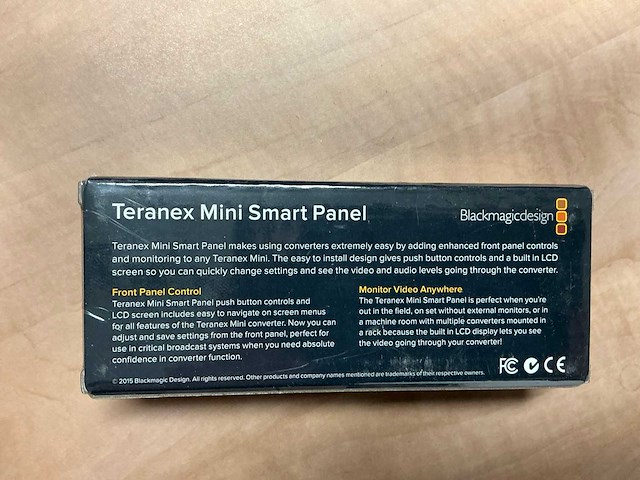 Teranex Mini Smart Panel
Blackmagicdesign
Teranex Mini Smart Panel makes using converters extremely easy by adding enhanced front panel controls
and monitoring to any Teranex Mini. The easy to install design gives push button controls and a built in LCD
screen so you can quickly change settings and see the video and audio levels going through the converter.
Front Panel Control
Teranex Mini Smart Panel push button controls and
LCD screen includes easy to navigate on screen menus
for all features of the Teranex Mini converter. Now you can
adjust and save settings from the front panel, perfect for
use in critical broadcast systems when you need absolute
confidence in converter function.
Monitor Video Anywhere
The Teranex Mini Smart Panel is perfect when you're
out in the field, on set without external monitors, or in
a machine room with multiple converters mounted in
a rack because the built in LCD display lets you see
the video going through your converter!
© 2015 Blackmagic Design. All rights reserved. Other products and company names mentioned are trademarks of their respective owners.
FC CE